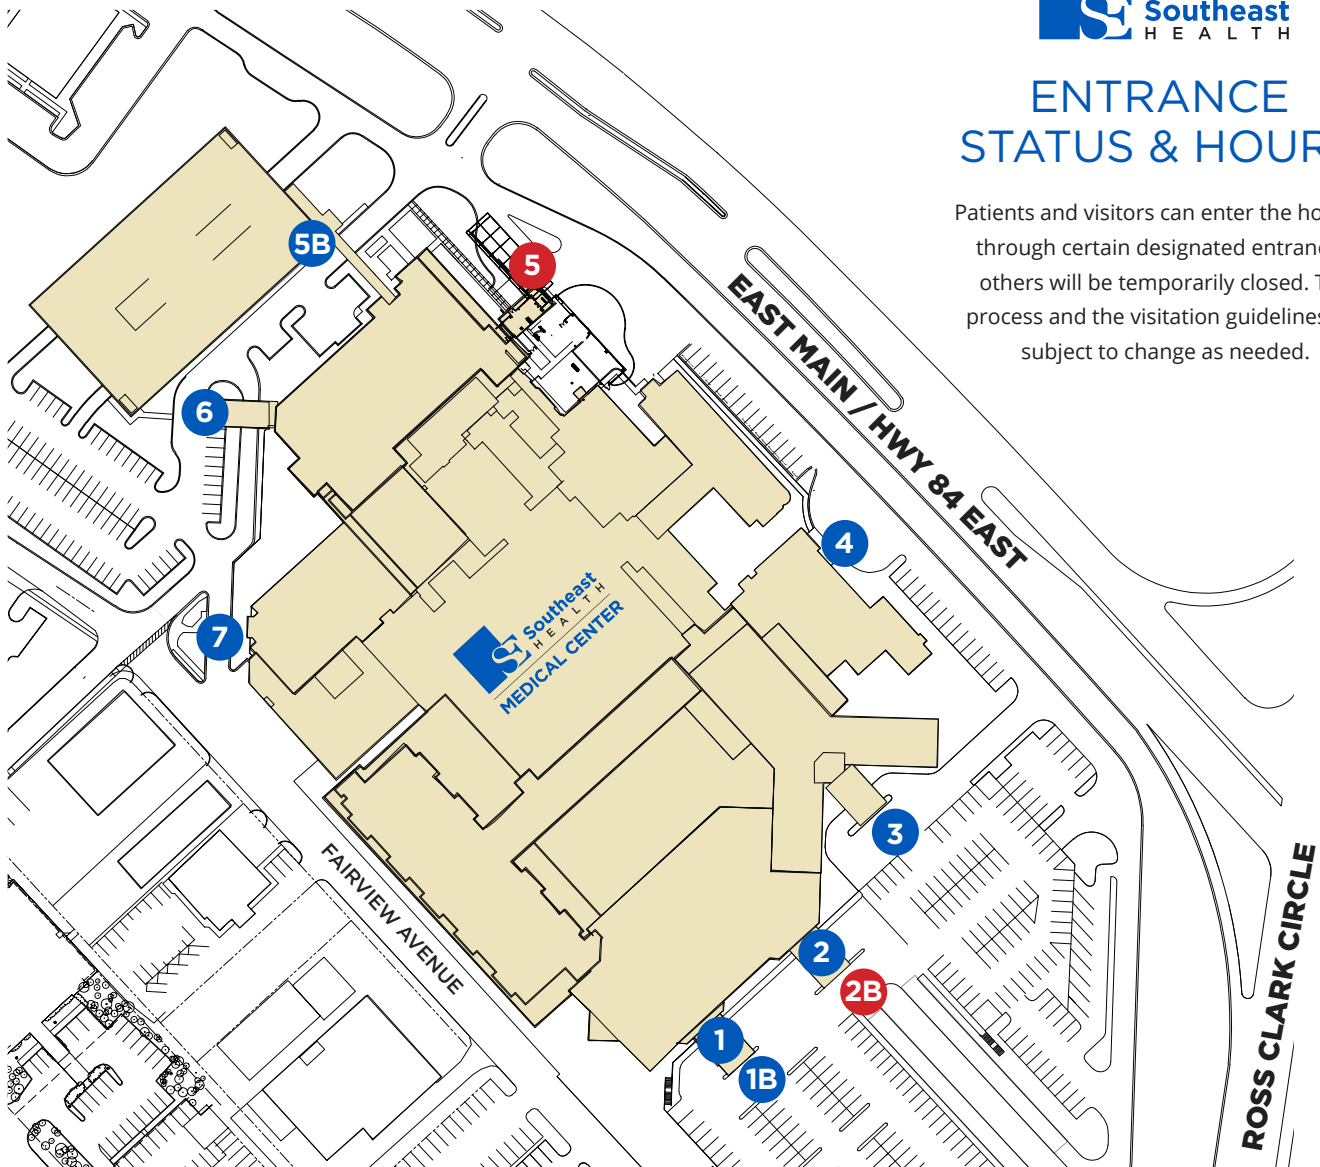 SE Southeast
HEALTH
ENTRANCE
STATUS & HOUR
Patients and visitors can enter the ho
through certain designated entran
others will be temporarily closed. T
process and the visitation guideline
subject to change as needed.
5B
5
EAST MAIN / HWY 84 EAST
6
4
7
SE Southeast
HEALTH
MEDICAL CENTER
3
FAIRVIEW AVENUE
ROSS CLARK CIRCLE
2
2B
1
1B